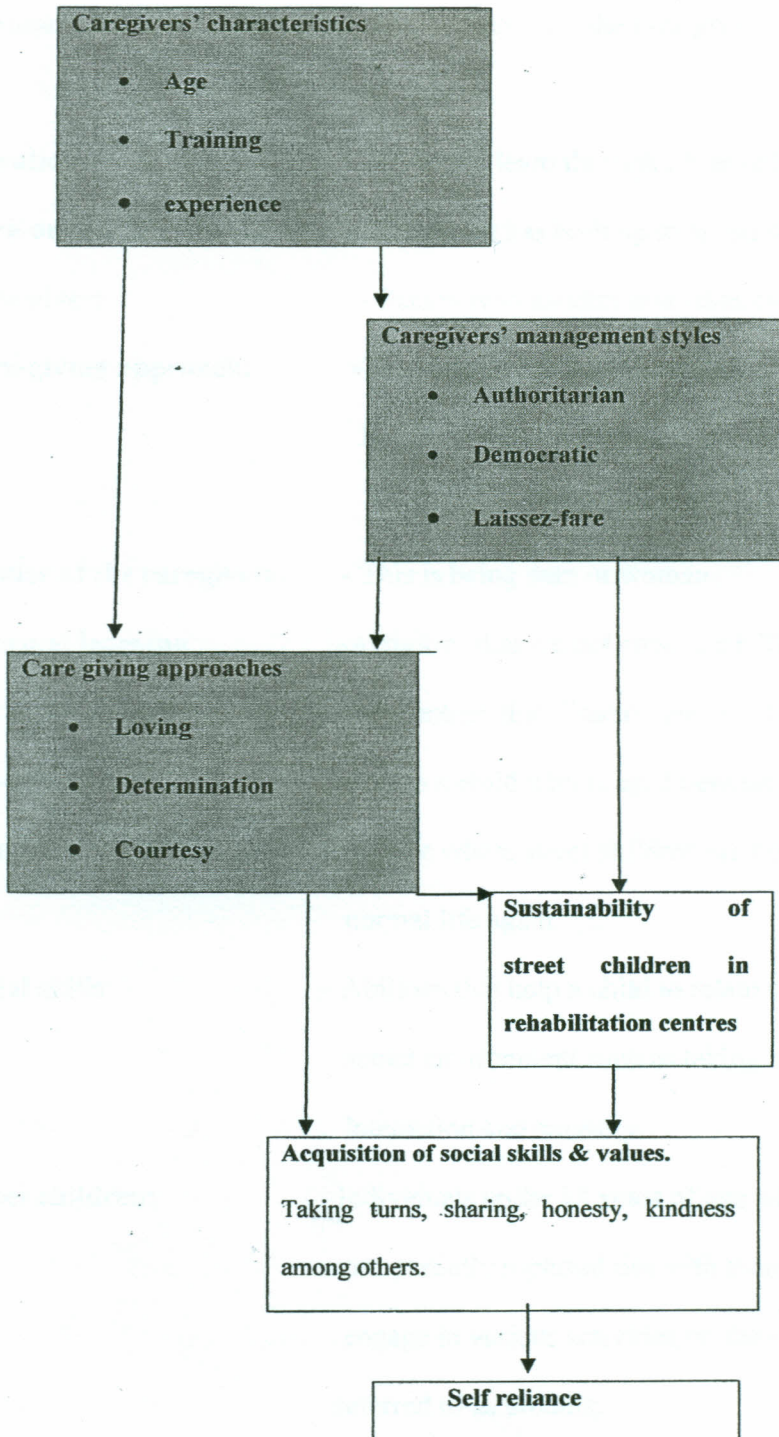 Caregivers’ characteristics
• Age
• Training
• experience
Caregivers’ management styles
• Authoritarian
• Democratic
• Laissez-fare
Care giving approaches
• Loving
• Determination
• Courtesy
Sustainability of
street children in
rehabilitation centres
Acquisition of social skills & values.
Taking turns, sharing, honesty, kindness
among others.
Self reliance